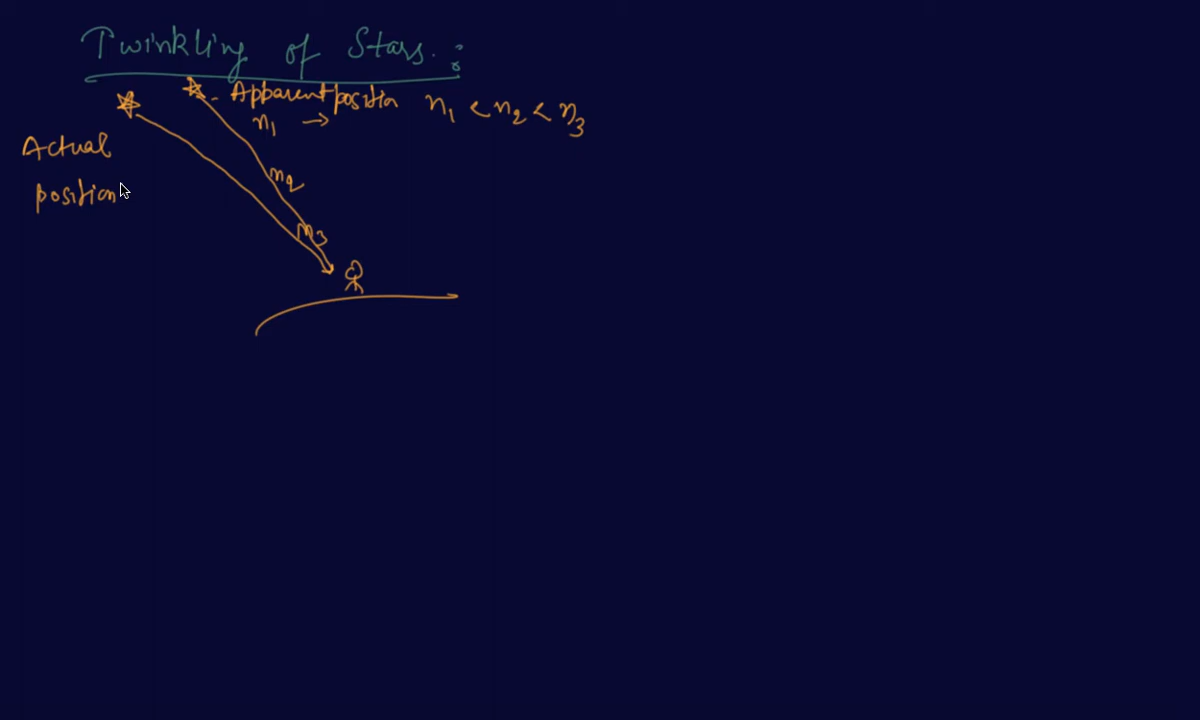 Twinkling of Stars. :
Apparent position n1 < n2 < n3
n1 →
Actual
position
n2
n3